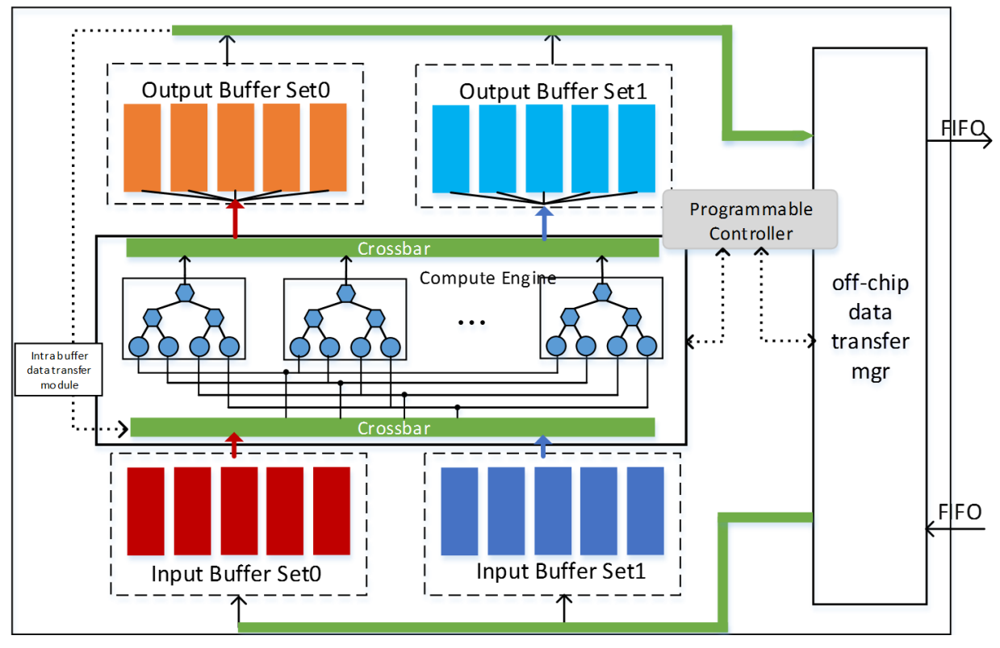 Output Buffer Set0
Output Buffer Set1
FIFO
Programmable
Controller
Crossbar
Compute Engine
...
off-chip
data
transfer
mgr
Intra buffer
data transfer
module
Crossbar
FIFO
Input Buffer Set0
Input Buffer Set1